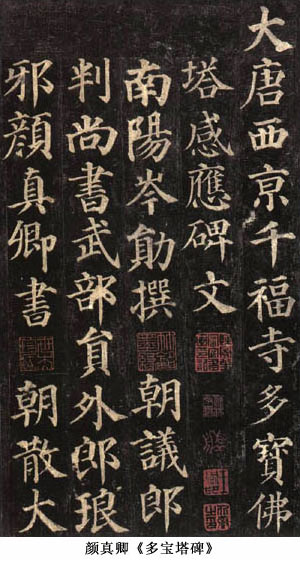 大唐西京千福寺多寶佛
塔感應碑文
南陽岑勛撰 朝議郎
判尚書武部員外郎琅
邪顏真卿書 朝散大
颜真卿《多宝塔碑》